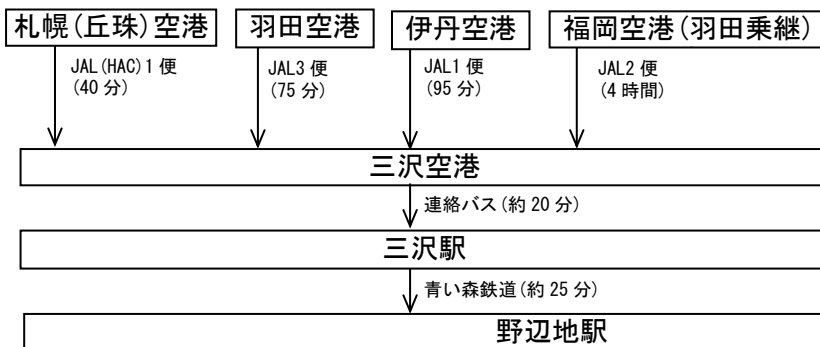 札幌(丘珠)空港
羽田空港
伊丹空港
福岡空港(羽田乗継)
JAL(HAC)1便
(40分)
JAL3便
(75分)
JAL1便
(95分)
JAL2便
(4時間)
三沢空港
連絡バス(約20分)
三沢駅
青い森鉄道(約25分)
野辺地駅